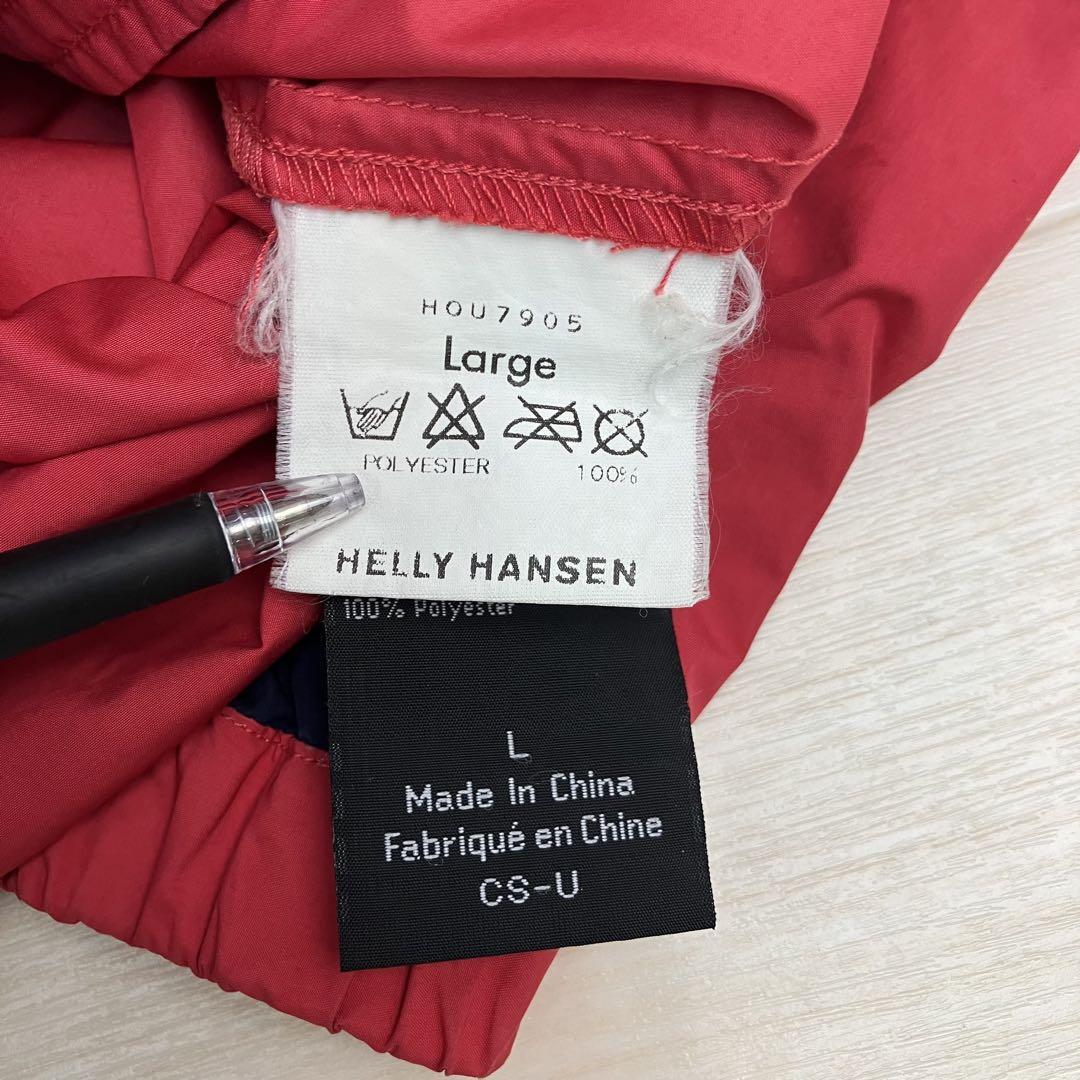 HOU7905
Large
POLYESTER 100%
HELLY HANSEN
100% Polyester
L
Made In China
Fabriqué en Chine
CS-U